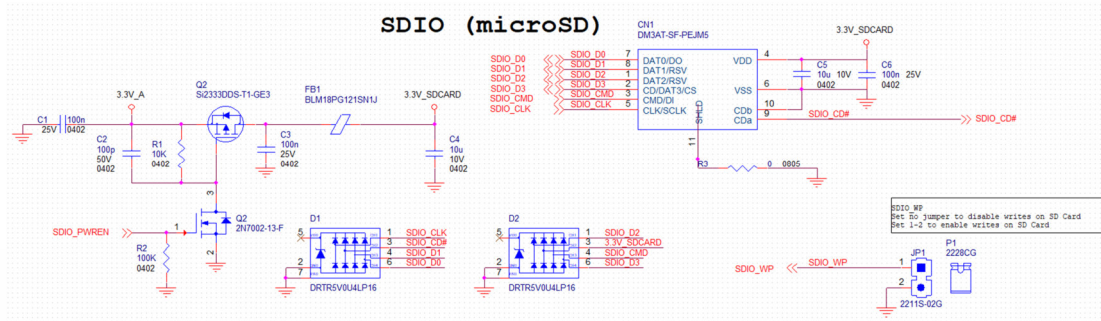 SDIO (microSD)
CN1
DM3AT-SF-PEJM5
3.3V_SDCARD
SDIO_D0
SDIO_D1
SDIO_D2
SDIO_D3
SDIO_CMD
SDIO_CLK
SDIO_D0
SDIO_D1
SDIO_D2
SDIO_D3
SDIO_CMD
SDIO_CLK
7
8
1
2
3
5
DAT0/DO
DAT1/RSV
DAT2/RSV
CD/DAT3/CS
CMD/DI
CLK/SCLK
SHLD
11
VDD
VSS
CDb
CDa
4
6
10
9
C5
10u 10V
0402
C6
100n 25V
0402
SDIO_CD#
SDIO_CD#
R3
0 0805
Q2
Si2333DDS-T1-GE3
FB1
BLM18PG121SN1J
3.3V_A
3.3V_SDCARD
C1
100n
25V
0402
C2
100p
50V
0402
R1
10K
0402
C3
100n
25V
0402
C4
10u
10V
0402
SDIO_PWREN
1
3
2
Q2
2N7002-13-F
R2
100K
0402
D1
5
2
7
1
3
4
6
SDIO_CLK
SDIO_CD#
SDIO_D1
SDIO_D0
DRTR5V0U4LP16
D2
5
2
7
1
3
4
6
SDIO_D2
3.3V_SDCARD
SDIO_CMD
SDIO_D3
DRTR5V0U4LP16
SDIO_WP
Set no jumper to disable writes on SD Card
Set 1-2 to enable writes on SD Card
SDIO_WP
SDIO_WP
JP1
1
2
2211S-02G
P1
2228CG